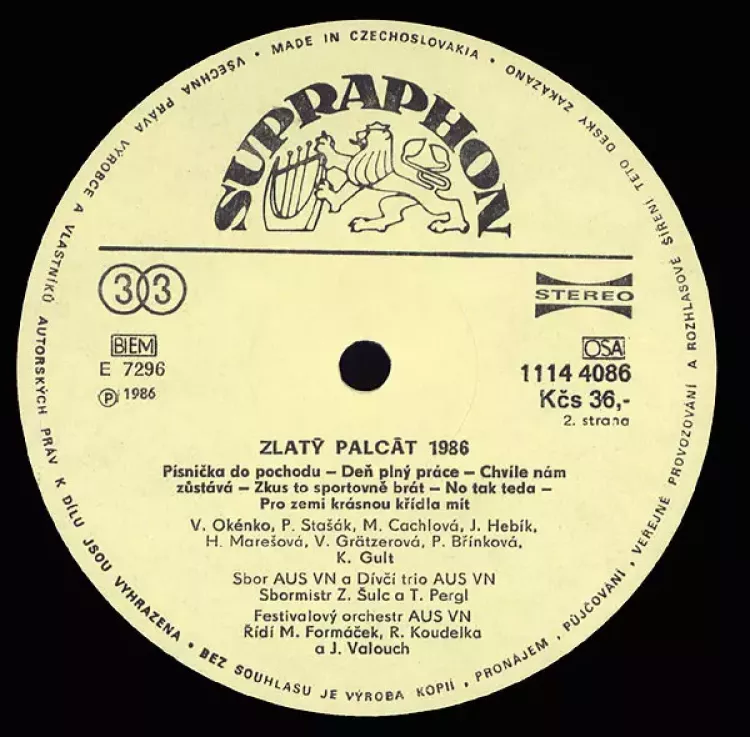 VŠECHNA PRÁVA VÝROBCE A VLASTNÍKŮ AUTORSKÝCH PRÁV K DÍLU JSOU VYHRAZENA • BEZ SOUHLASU JE VÝROBA KOPIÍ, PRONÁJEM, PŮJČOVÁNÍ, VEŘEJNÉ PROVOZOVÁNÍ A ROZHLASOVÉ ŠÍŘENÍ TÉTO DESKY ZAKÁZÁNO • MADE IN CZECHOSLOVAKIA •
SUPRAPHON
33
STEREO
BIEM
OSA
E 7296
1114 4086
Ⓟ 1986
Kčs 36,-
2. strana
ZLATÝ PALCÁT 1986
Písnička do pochodu – Deň plný práce – Chvíle nám
zůstává – Zkus to sportovně brát – No tak teda –
Pro zemi krásnou křídla mít
V. Okénko, P. Stašák, M. Cachlová, J. Hebík,
H. Marešová, V. Grätzerová, P. Břínková,
K. Gult
Sbor AUS VN a Dívčí trio AUS VN
Sbormistr Z. Šulc a T. Pergl
Festivalový orchestr AUS VN
Řídí M. Formáček, R. Koudelka
a J. Valouch